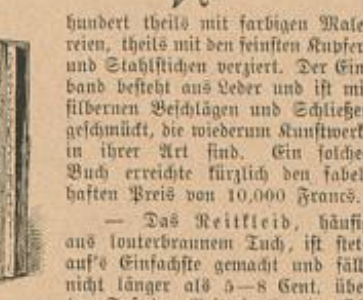 hundert theils mit farbigen Male
reien, theils mit den feinsten Kupfer
und Stahlstichen verziert. Der Ein
band besteht aus Leder und ist mi
silbernen Beschlägen und Schließe
geschmückt, die wiederum Kunstwerk
in ihrer Art sind. Ein solche
Buch erreichte kürzlich den fabel
haften Preis von 10,000 Francs.
— Das Reitkleid, häufi
aus louterbraunem Tuch, ist stet
auf's Einfachste gemacht und fäll
nicht länger als 5—8 Cent. übe